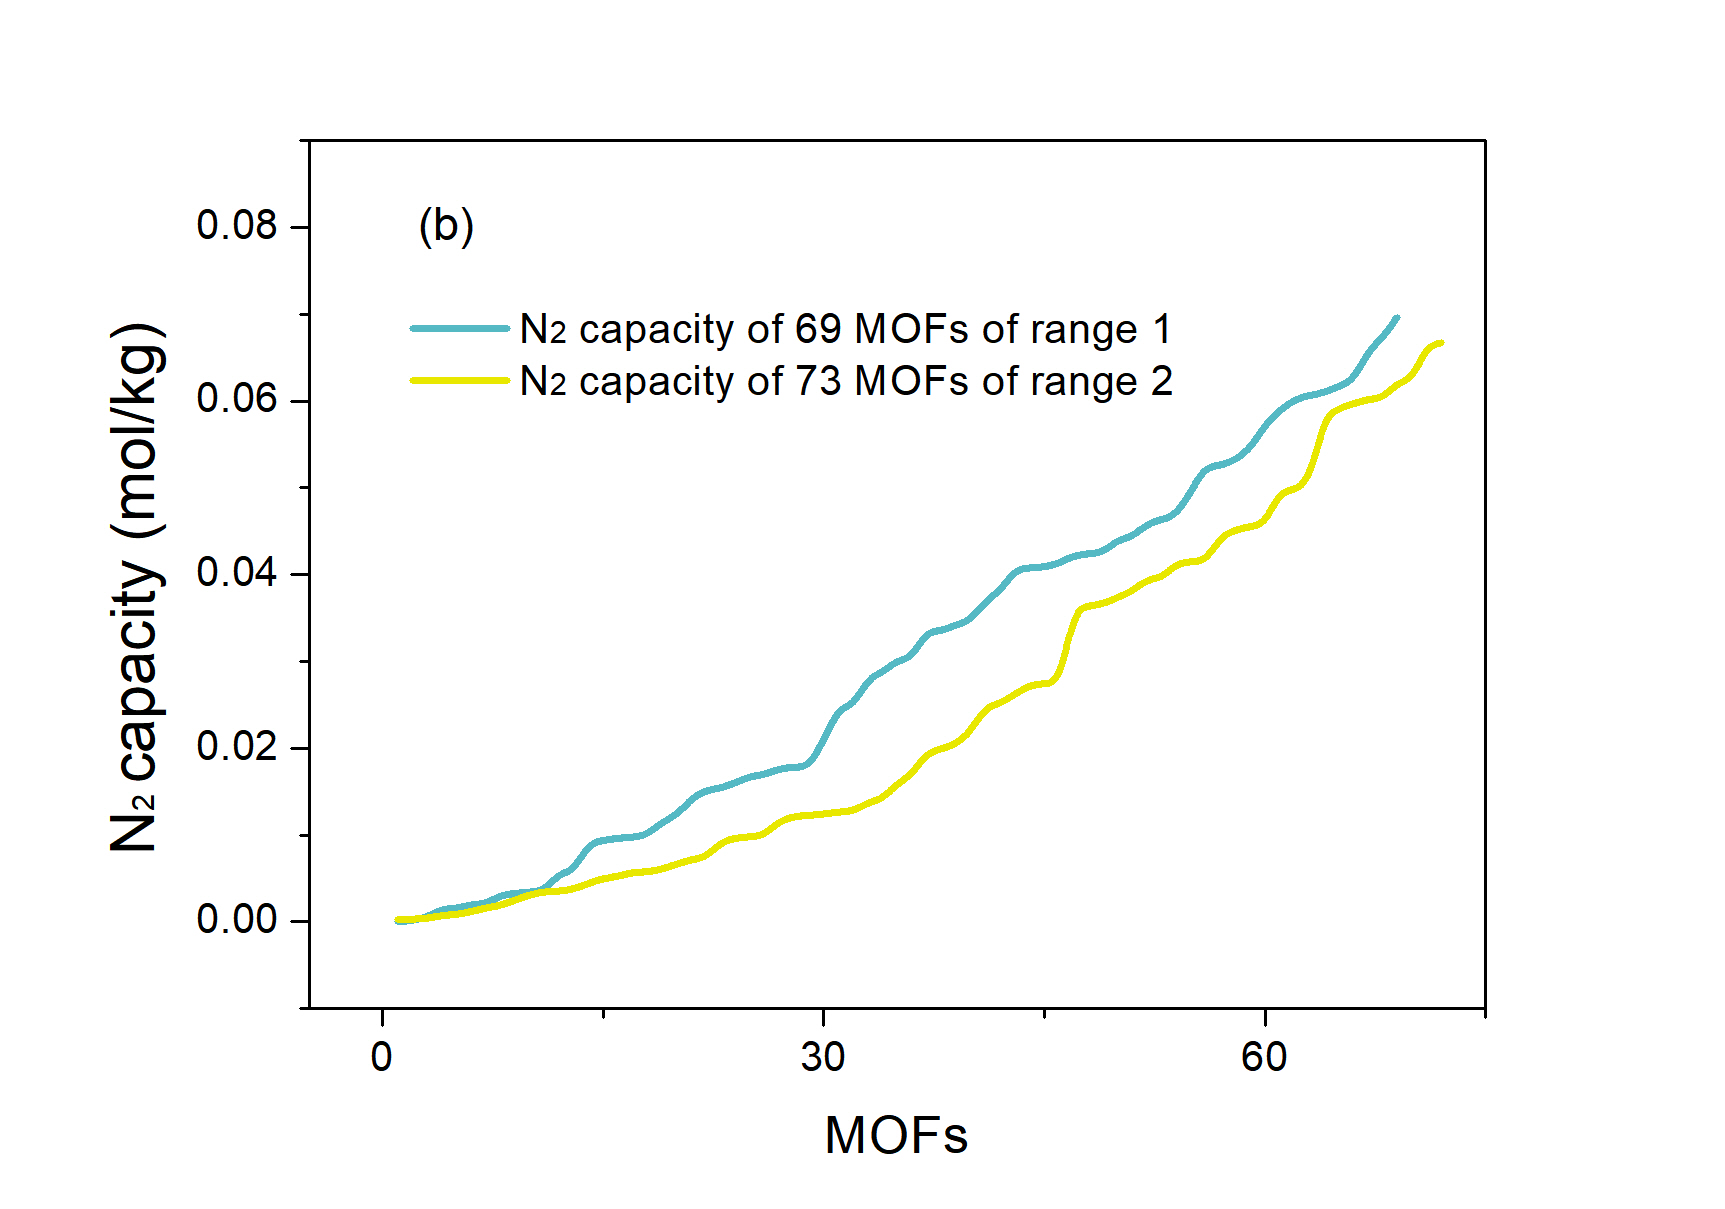 (b)
N2 capacity of 69 MOFs of range 1
N2 capacity of 73 MOFs of range 2
N2 capacity (mol/kg)
0.08
0.06
0.04
0.02
0.00
0 30 60
MOFs